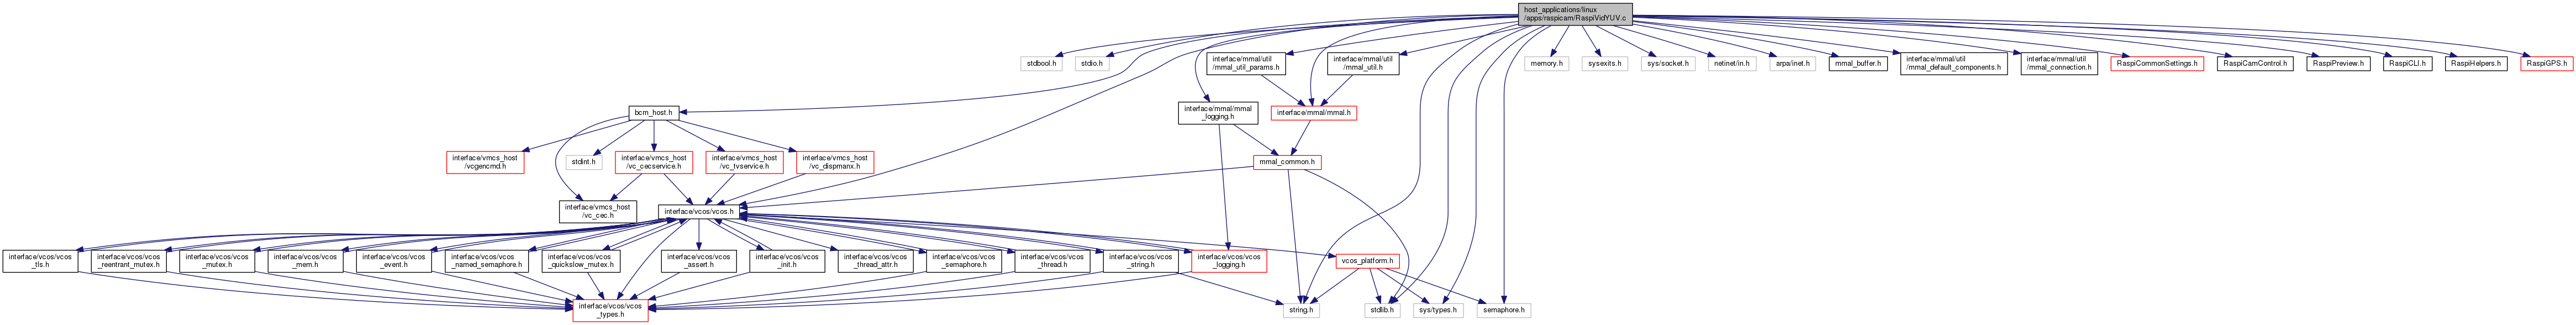 host_applications/linux
/apps/raspicam/RaspiVidYUV.c
stdbool.h
stdio.h
interface/mmal/util
/mmal_util_params.h
interface/mmal/util
/mmal_util.h
memory.h
sysexits.h
sys/socket.h
netinet/in.h
arpa/inet.h
mmal_buffer.h
interface/mmal/util
/mmal_default_components.h
interface/mmal/util
/mmal_connection.h
RaspiCommonSettings.h
RaspiCamControl.h
RaspiPreview.h
RaspiCLI.h
RaspiHelpers.h
RaspiGPS.h
bcm_host.h
interface/mmal/mmal
_logging.h
interface/mmal/mmal.h
interface/vmcs_host
/vcgencmd.h
stdint.h
interface/vmcs_host
/vc_cecservice.h
interface/vmcs_host
/vc_tvservice.h
interface/vmcs_host
/vc_dispmanx.h
mmal_common.h
interface/vmcs_host
/vc_cec.h
interface/vcos/vcos.h
interface/vcos/vcos
_tls.h
interface/vcos/vcos
_reentrant_mutex.h
interface/vcos/vcos
_mutex.h
interface/vcos/vcos
_mem.h
interface/vcos/vcos
_event.h
interface/vcos/vcos
_named_semaphore.h
interface/vcos/vcos
_quickslow_mutex.h
interface/vcos/vcos
_assert.h
interface/vcos/vcos
_init.h
interface/vcos/vcos
_thread_attr.h
interface/vcos/vcos
_semaphore.h
interface/vcos/vcos
_thread.h
interface/vcos/vcos
_string.h
interface/vcos/vcos
_logging.h
vcos_platform.h
interface/vcos/vcos
_types.h
string.h
stdlib.h
sys/types.h
semaphore.h